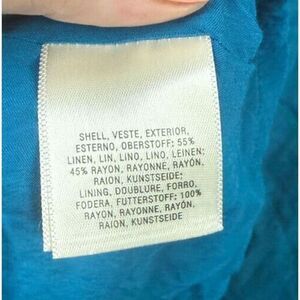 SHELL, VESTE, EXTERIOR,
ESTERNO, OBERSTOFF: 55%
LINEN, LIN, LINO, LINO, LEINEN;
45% RAYON, RAYONNE, RAYÓN,
RAION, KUNSTSEIDE;
LINING, DOUBLURE, FORRO,
FODERA, FUTTERSTOFF: 100%
RAYON, RAYONNE, RAYÓN,
RAION, KUNSTSEIDE